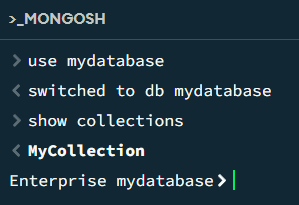 >_MONGOSH
> use mydatabase
< switched to db mydatabase
> show collections
< MyCollection
Enterprise mydatabase>